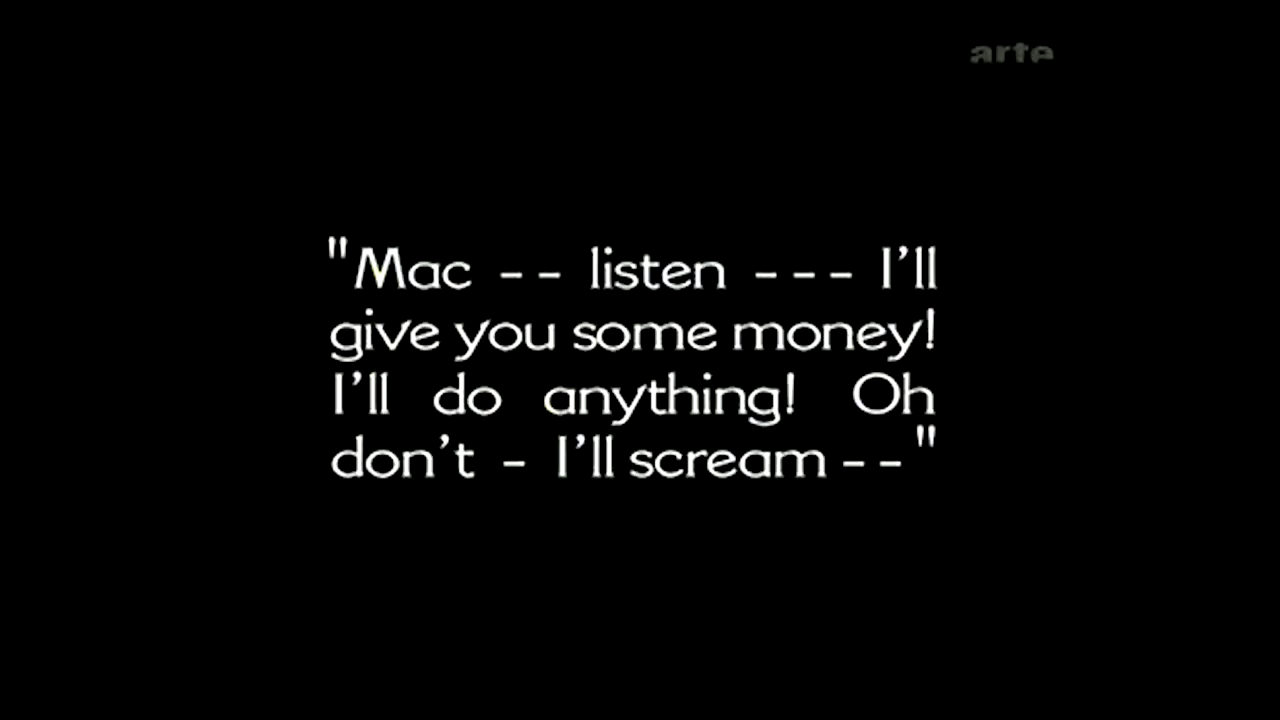 arte
"Mac -- listen --- I'll
give you some money!
I'll do anything! Oh
don't - I'll scream --"